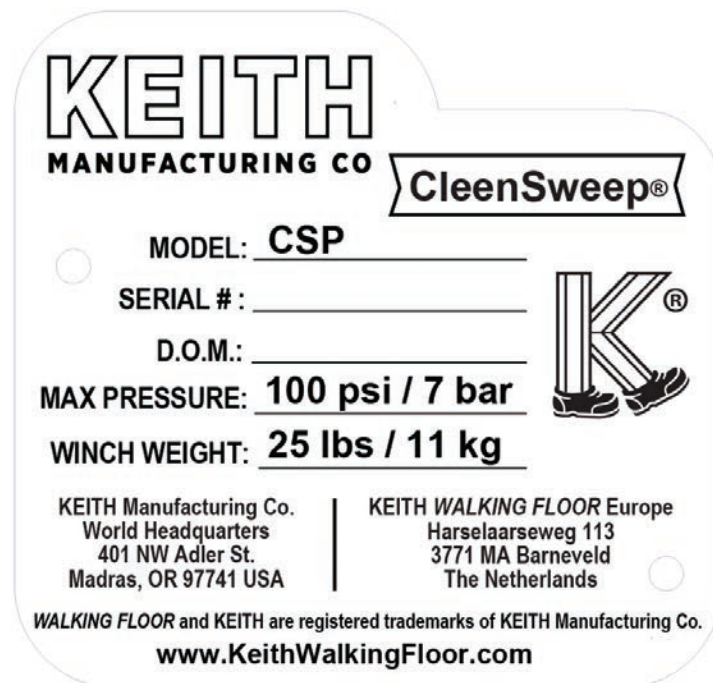 KEITH
MANUFACTURING CO
CleenSweep®
MODEL: CSP
SERIAL # :
D.O.M.:
MAX PRESSURE: 100 psi / 7 bar
WINCH WEIGHT: 25 lbs / 11 kg
K®
KEITH Manufacturing Co.
World Headquarters
401 NW Adler St.
Madras, OR 97741 USA
KEITH WALKING FLOOR Europe
Harselaarseweg 113
3771 MA Barneveld
The Netherlands
WALKING FLOOR and KEITH are registered trademarks of KEITH Manufacturing Co.
www.KeithWalkingFloor.com